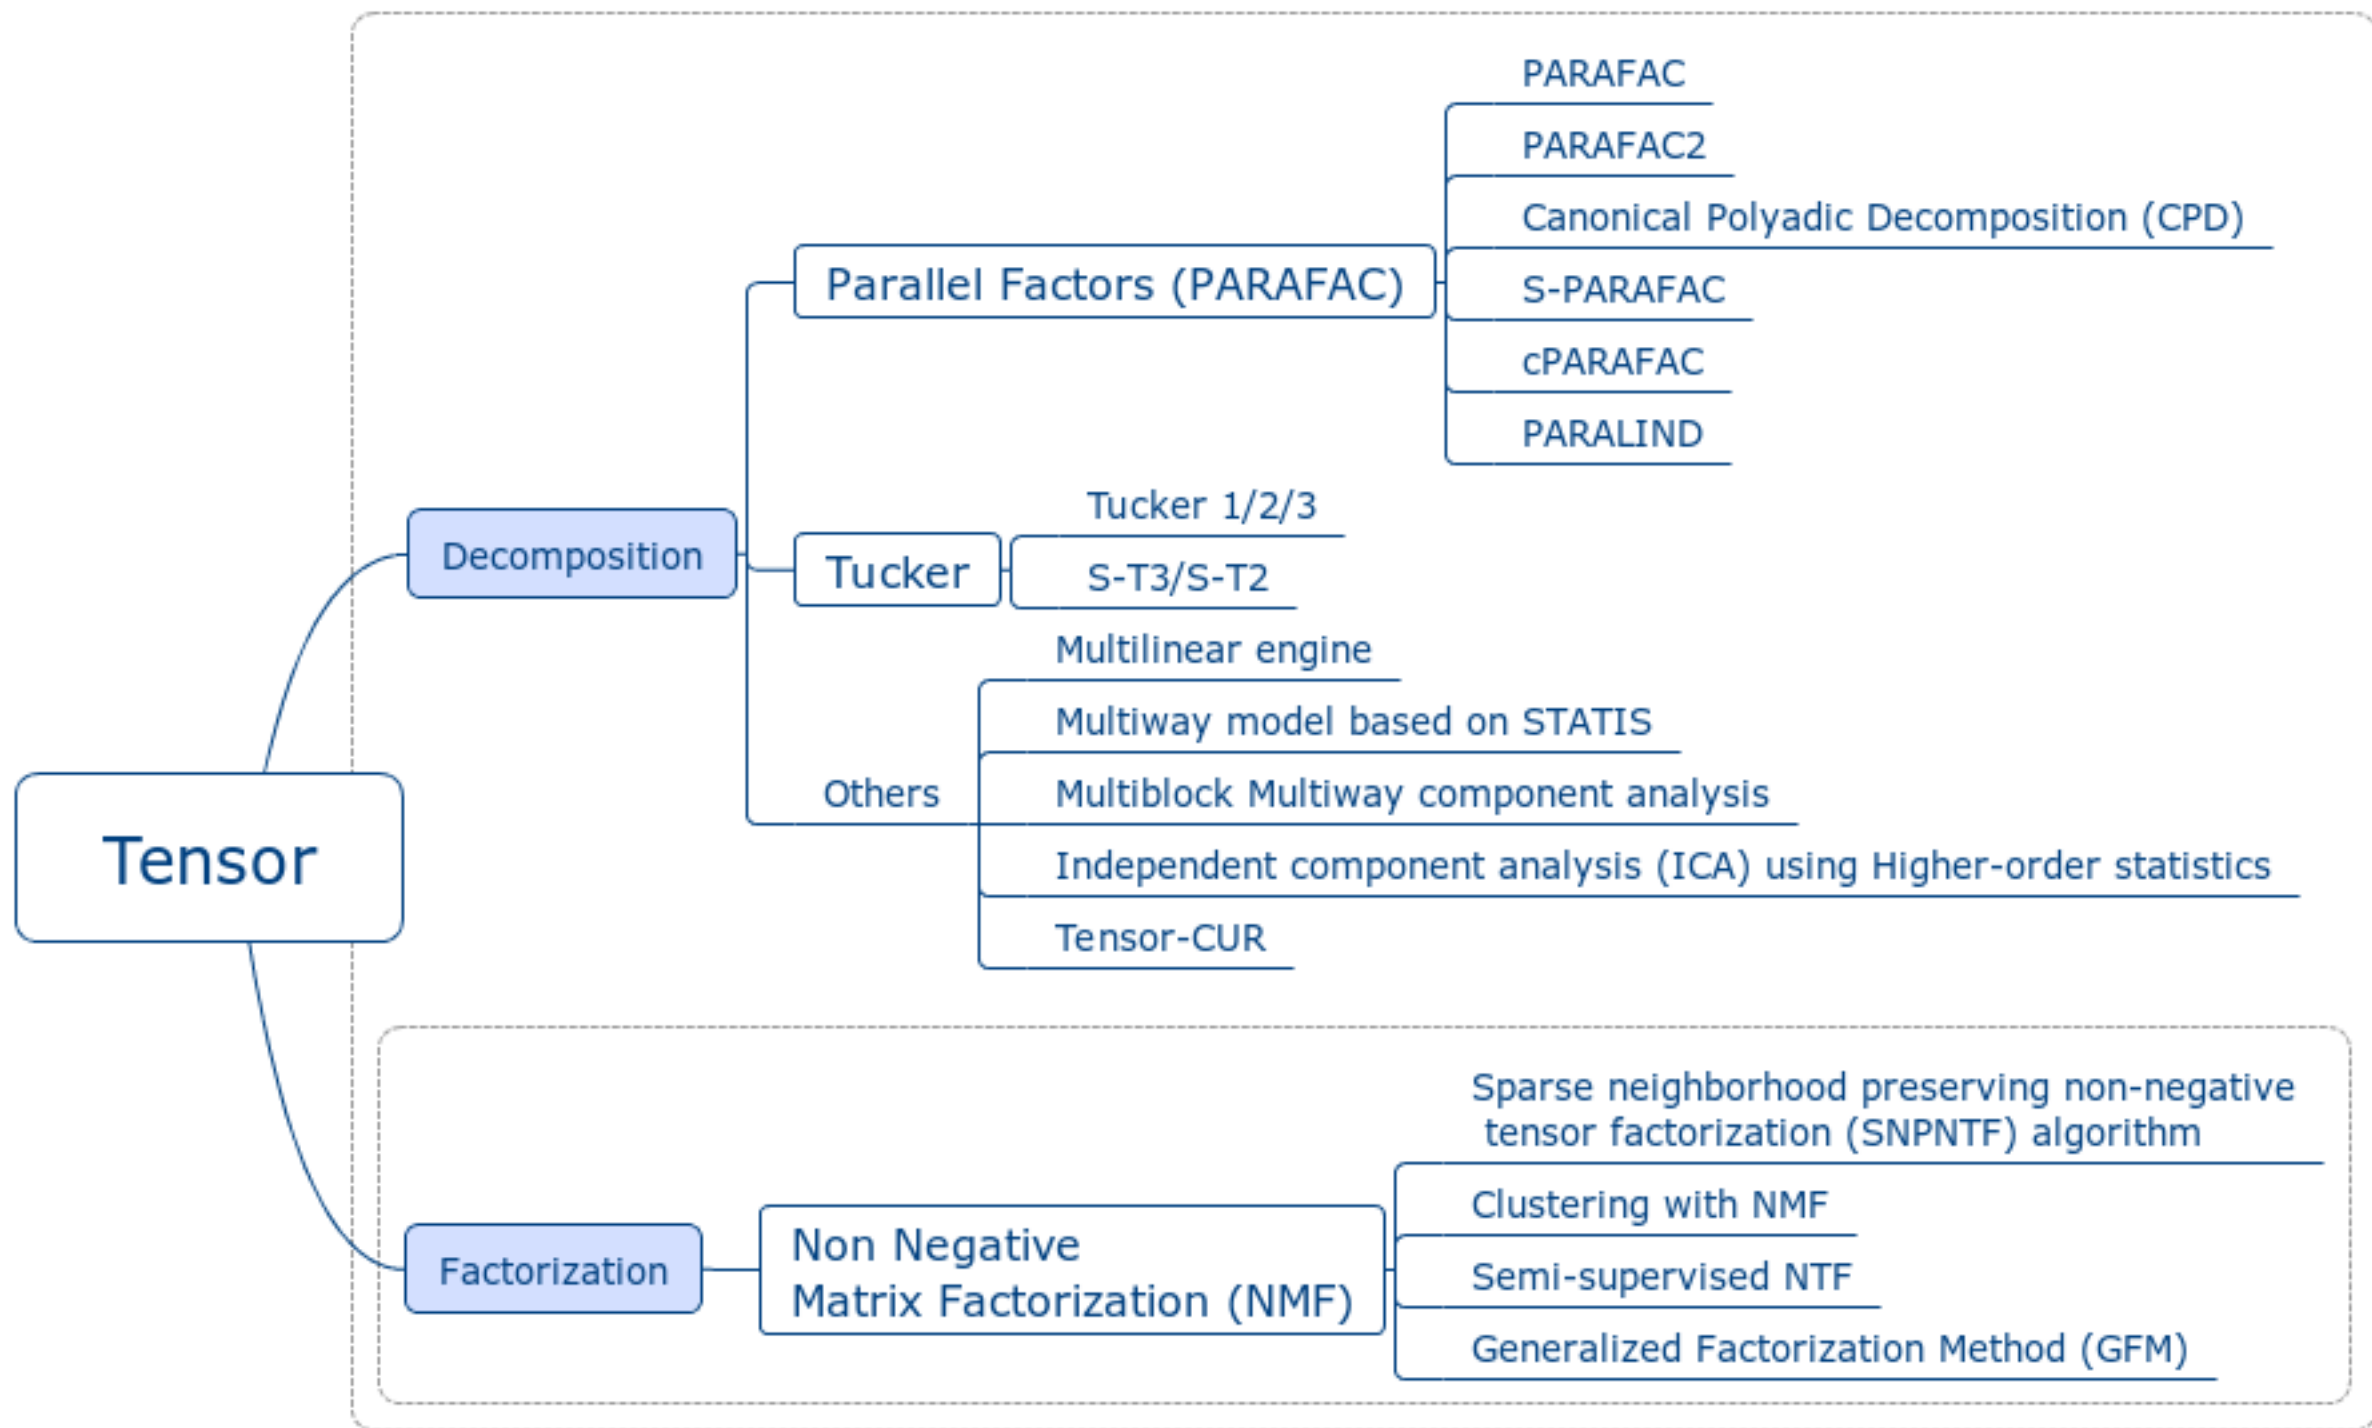 Tensor
Decomposition
Parallel Factors (PARAFAC)
PARAFAC
PARAFAC2
Canonical Polyadic Decomposition (CPD)
S-PARAFAC
cPARAFAC
PARALIND
Tucker
Tucker 1/2/3
S-T3/S-T2
Others
Multilinear engine
Multiway model based on STATIS
Multiblock Multiway component analysis
Independent component analysis (ICA) using Higher-order statistics
Tensor-CUR
Factorization
Non Negative
Matrix Factorization (NMF)
Sparse neighborhood preserving non-negative
tensor factorization (SNPNTF) algorithm
Clustering with NMF
Semi-supervised NTF
Generalized Factorization Method (GFM)